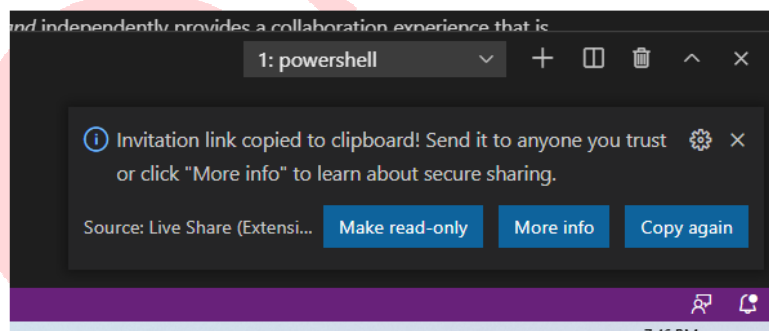 and independently provides a collaboration experience that is
1: powershell
Invitation link copied to clipboard! Send it to anyone you trust
or click "More info" to learn about secure sharing.
Source: Live Share (Extensi... Make read-only More info Copy again